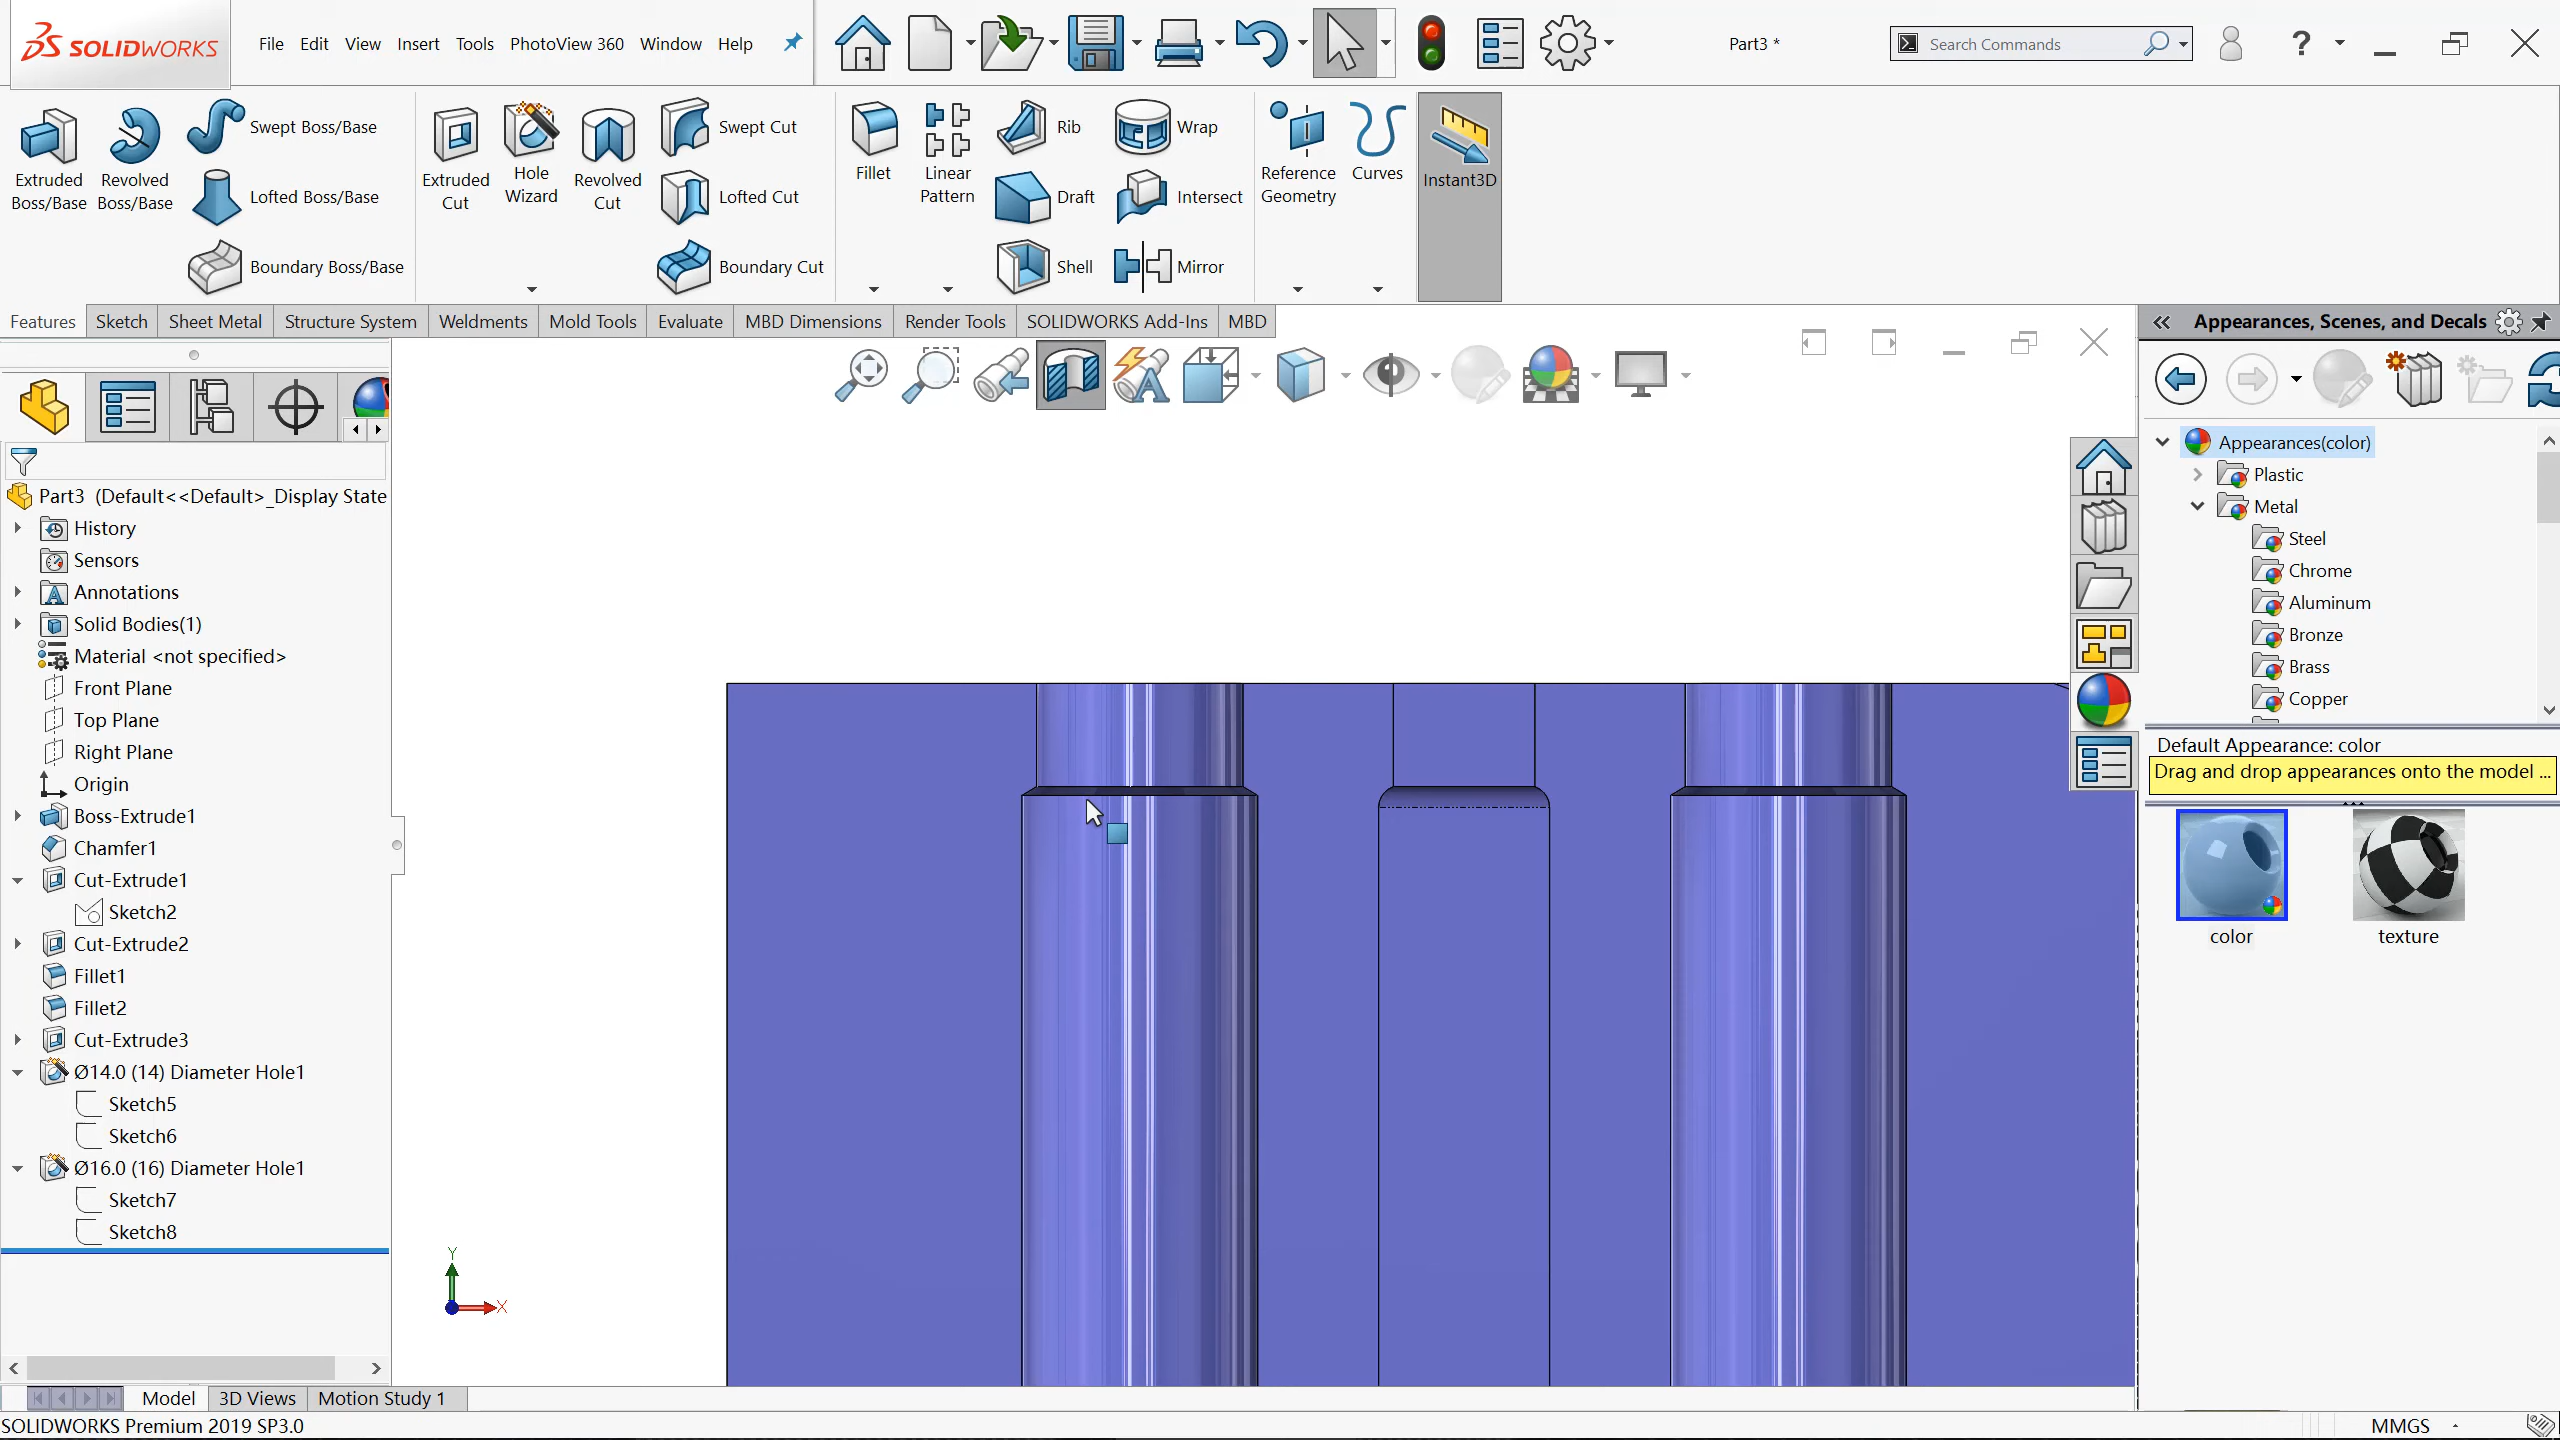 SOLIDWORKS
File Edit View Insert Tools PhotoView 360 Window Help
Part3 *
Search Commands
?
Extruded Boss/Base
Revolved Boss/Base
Swept Boss/Base
Lofted Boss/Base
Boundary Boss/Base
Extruded Cut
Hole Wizard
Revolved Cut
Swept Cut
Lofted Cut
Boundary Cut
Fillet
Linear Pattern
Rib
Draft
Shell
Wrap
Intersect
Mirror
Reference Geometry
Curves
Instant3D
Features Sketch Sheet Metal Structure System Weldments Mold Tools Evaluate MBD Dimensions Render Tools SOLIDWORKS Add-Ins MBD
Part3 (Default<<Default>_Display State
History
Sensors
Annotations
Solid Bodies(1)
Material <not specified>
Front Plane
Top Plane
Right Plane
Origin
Boss-Extrude1
Chamfer1
Cut-Extrude1
Sketch2
Cut-Extrude2
Fillet1
Fillet2
Cut-Extrude3
Ø14.0 (14) Diameter Hole1
Sketch5
Sketch6
Ø16.0 (16) Diameter Hole1
Sketch7
Sketch8
Y
X
Appearances, Scenes, and Decals
Appearances(color)
Plastic
Metal
Steel
Chrome
Aluminum
Bronze
Brass
Copper
Default Appearance: color
Drag and drop appearances onto the model ...
color
texture
Model 3D Views Motion Study 1
SOLIDWORKS Premium 2019 SP3.0
MMGS